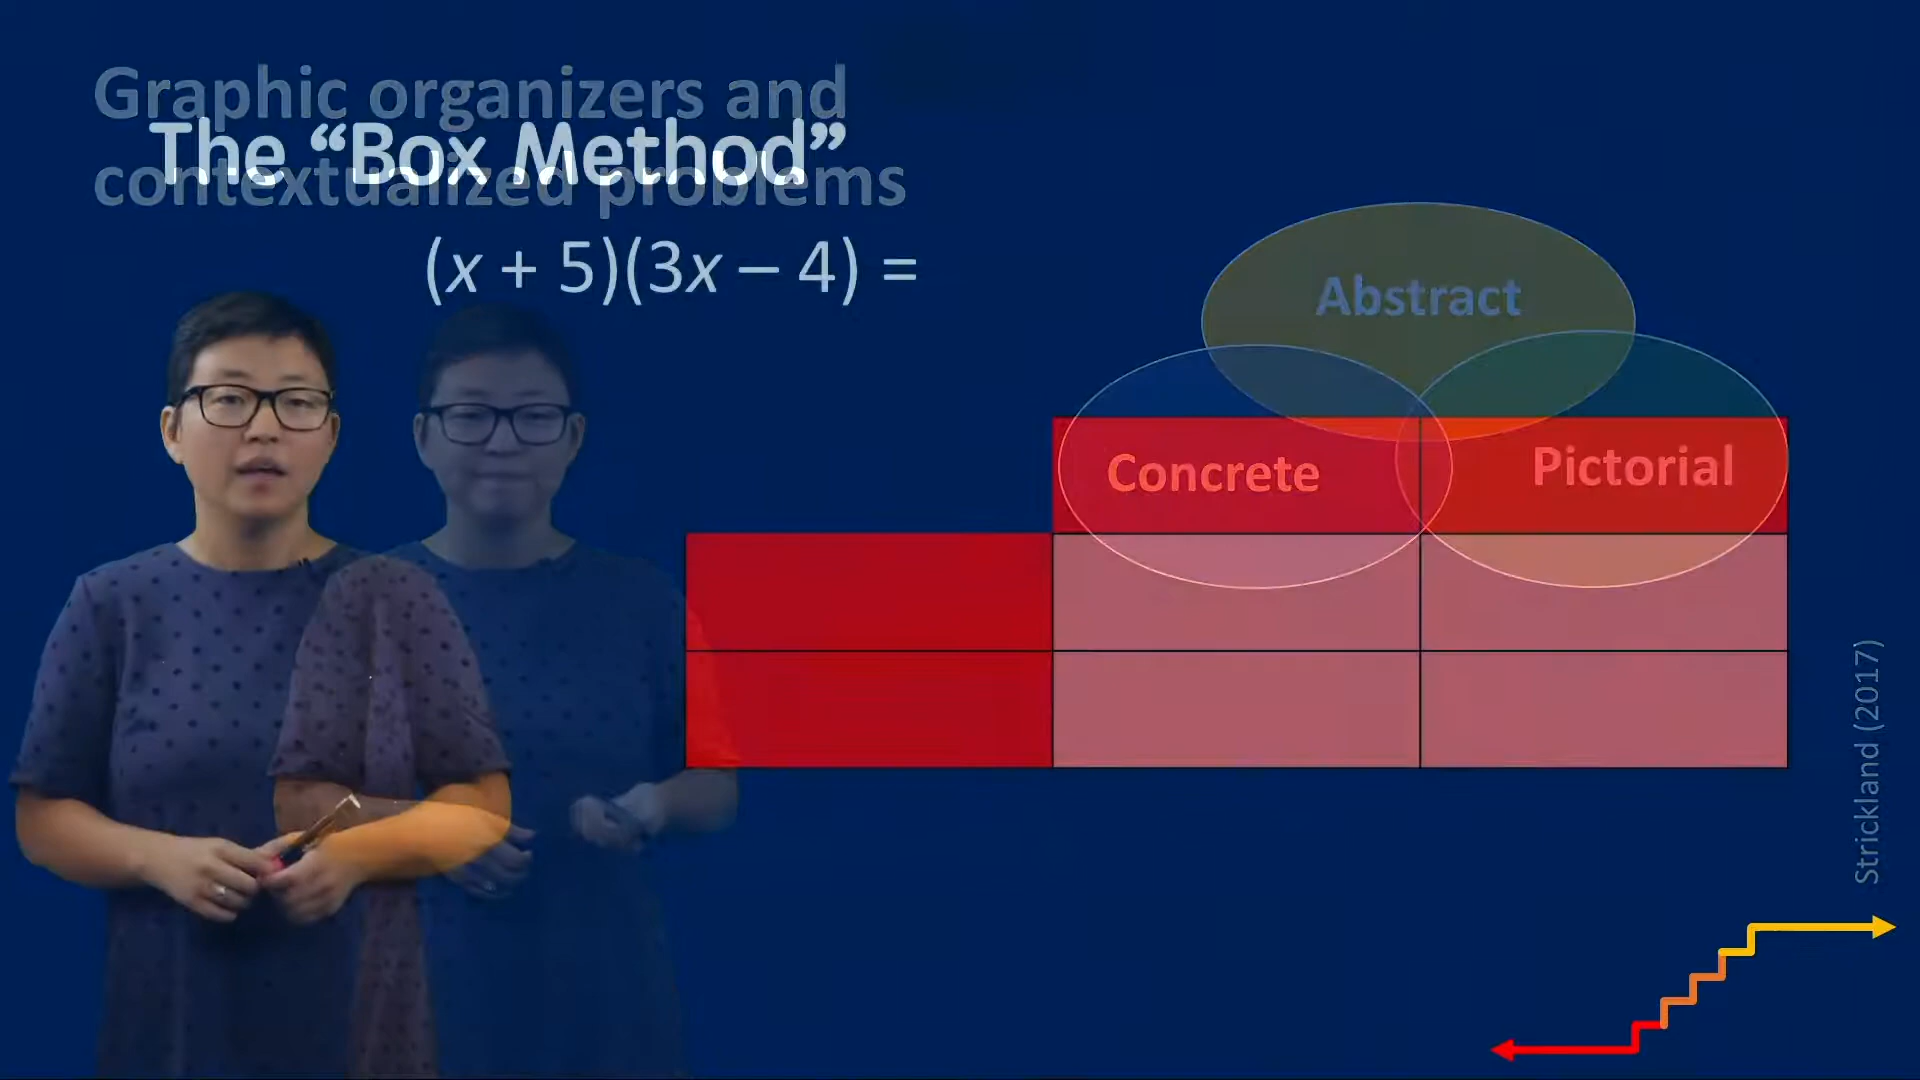 Graphic organizers and
contextualized problems
The “Box Method”
(x + 5)(3x – 4) =
Abstract
Concrete
Pictorial
Strickland (2017)